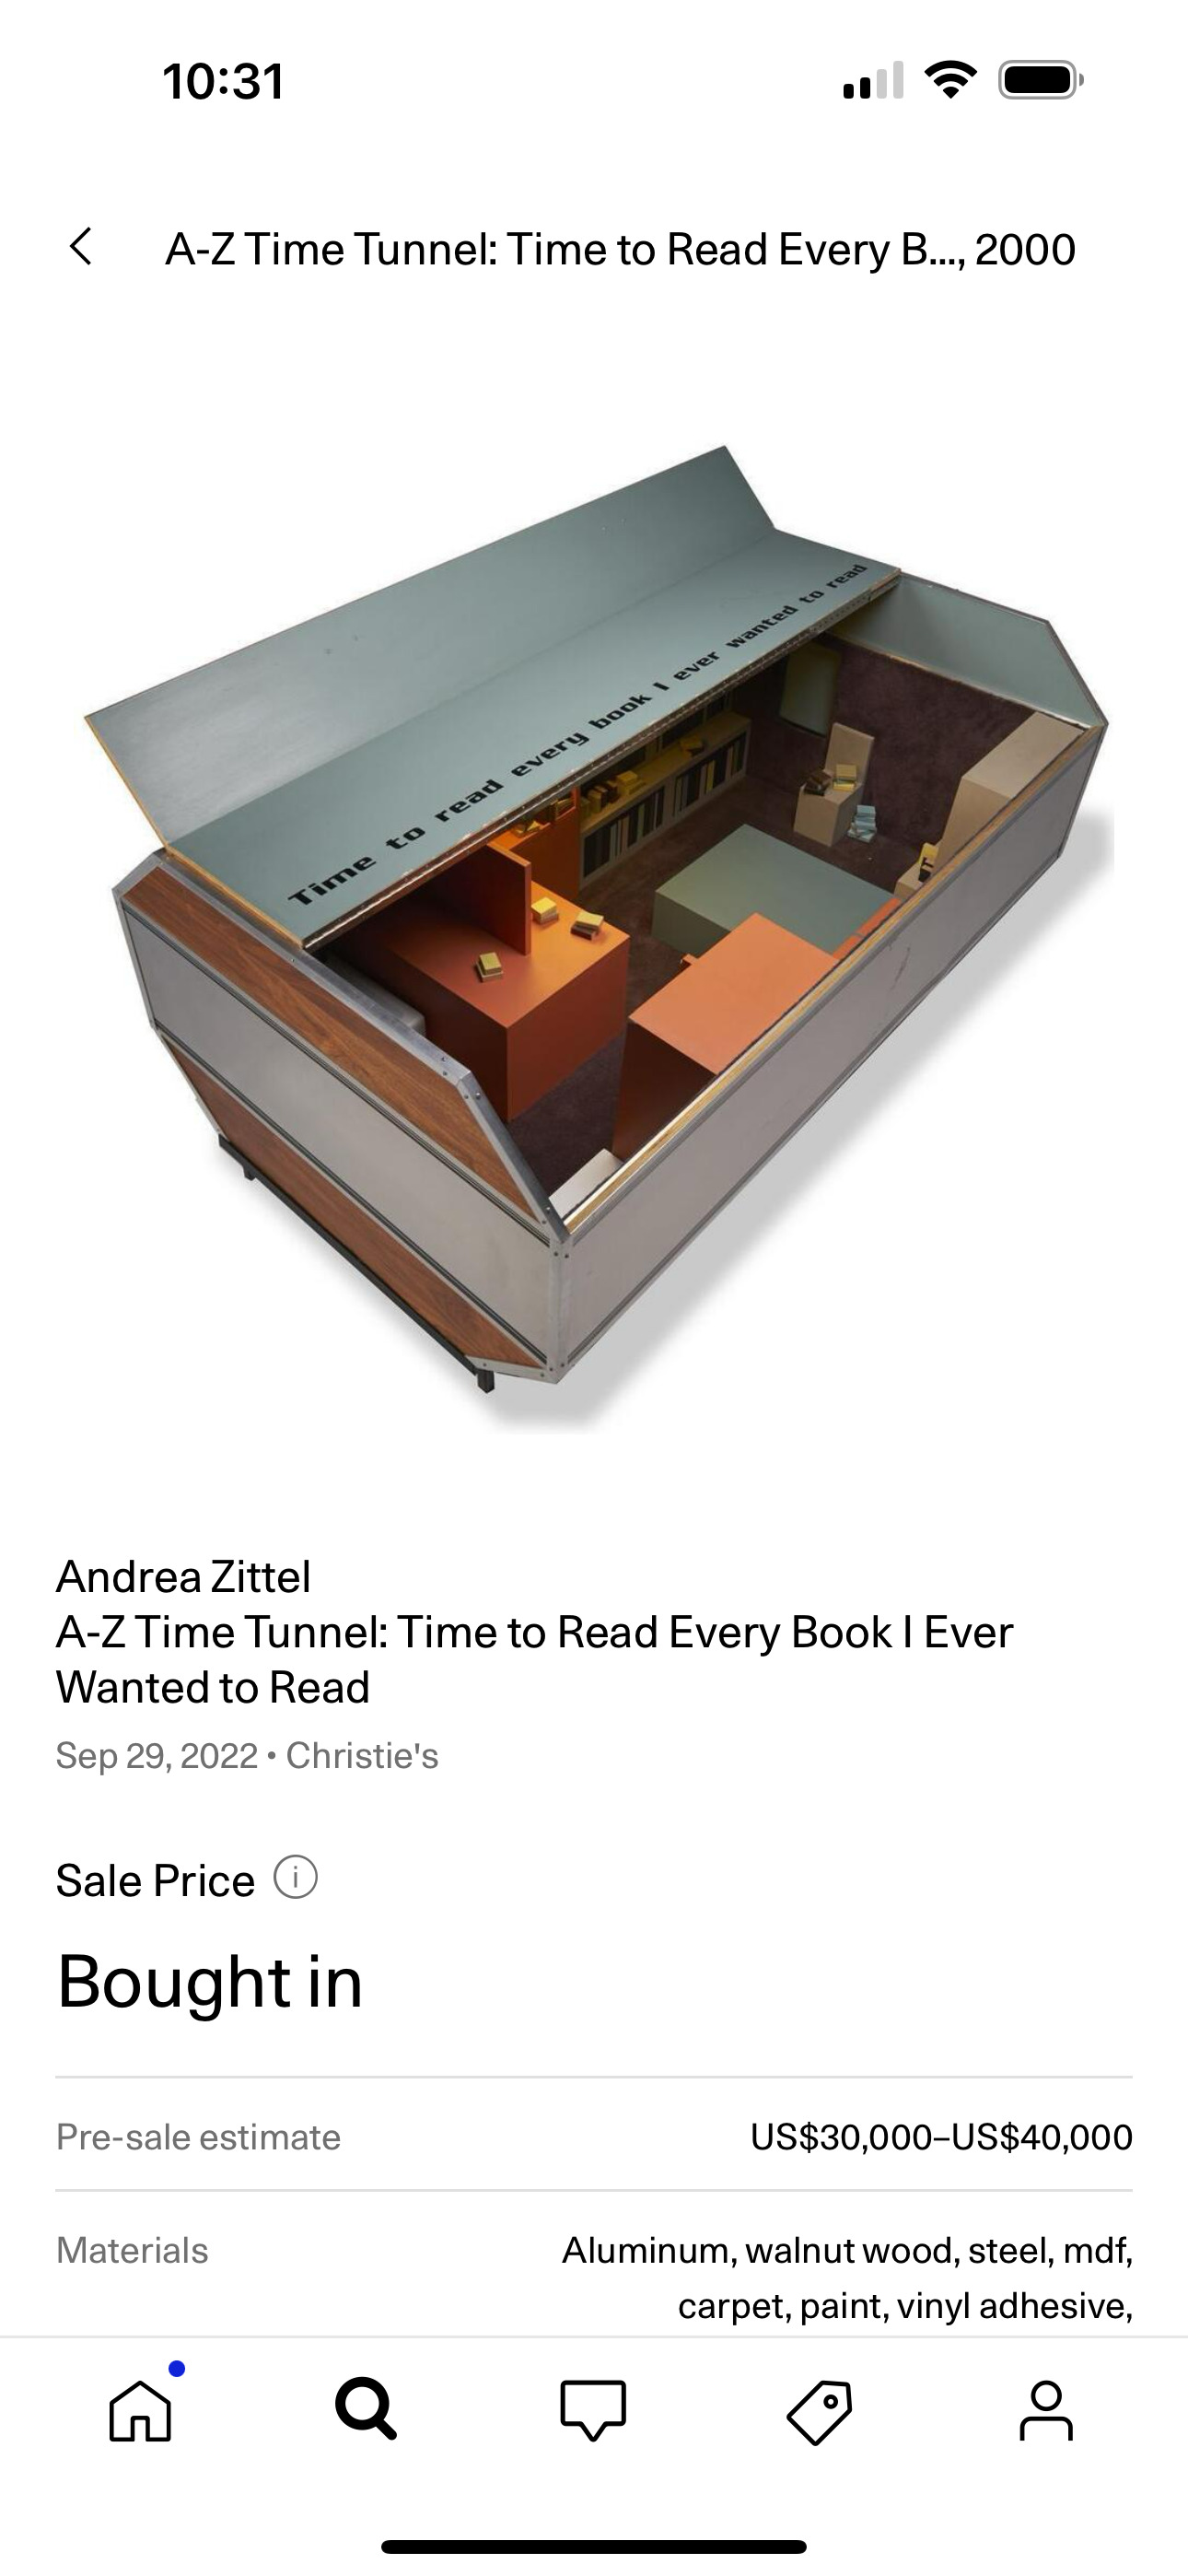 10:31
A-Z Time Tunnel: Time to Read Every B..., 2000
Time to read every book I ever wanted to read
Andrea Zittel
A-Z Time Tunnel: Time to Read Every Book I Ever
Wanted to Read
Sep 29, 2022 • Christie's
Sale Price i
Bought in
Pre-sale estimate US$30,000–US$40,000
Materials Aluminum, walnut wood, steel, mdf,
carpet, paint, vinyl adhesive,